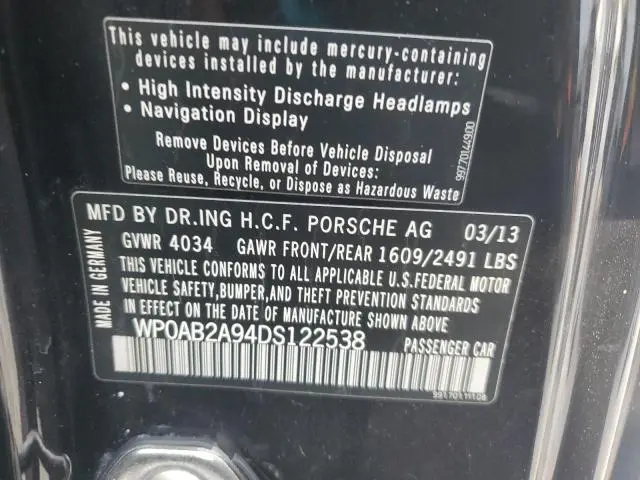 This vehicle may include mercury-containing
devices installed by the manufacturer:
• High Intensity Discharge Headlamps
• Navigation Display
Remove Devices Before Vehicle Disposal
Upon Removal of Devices:
Please Reuse, Recycle, or Dispose as Hazardous Waste
99770144900
MFD BY DR.ING H.C.F. PORSCHE AG 03/13
GVWR 4034 GAWR FRONT/REAR 1609/2491 LBS
THIS VEHICLE CONFORMS TO ALL APPLICABLE U.S.FEDERAL MOTOR
VEHICLE SAFETY,BUMPER,AND THEFT PREVENTION STANDARDS
IN EFFECT ON THE DATE OF MANUFACTURE SHOWN ABOVE
WP0AB2A94DS122538 PASSENGER CAR
MADE IN GERMANY